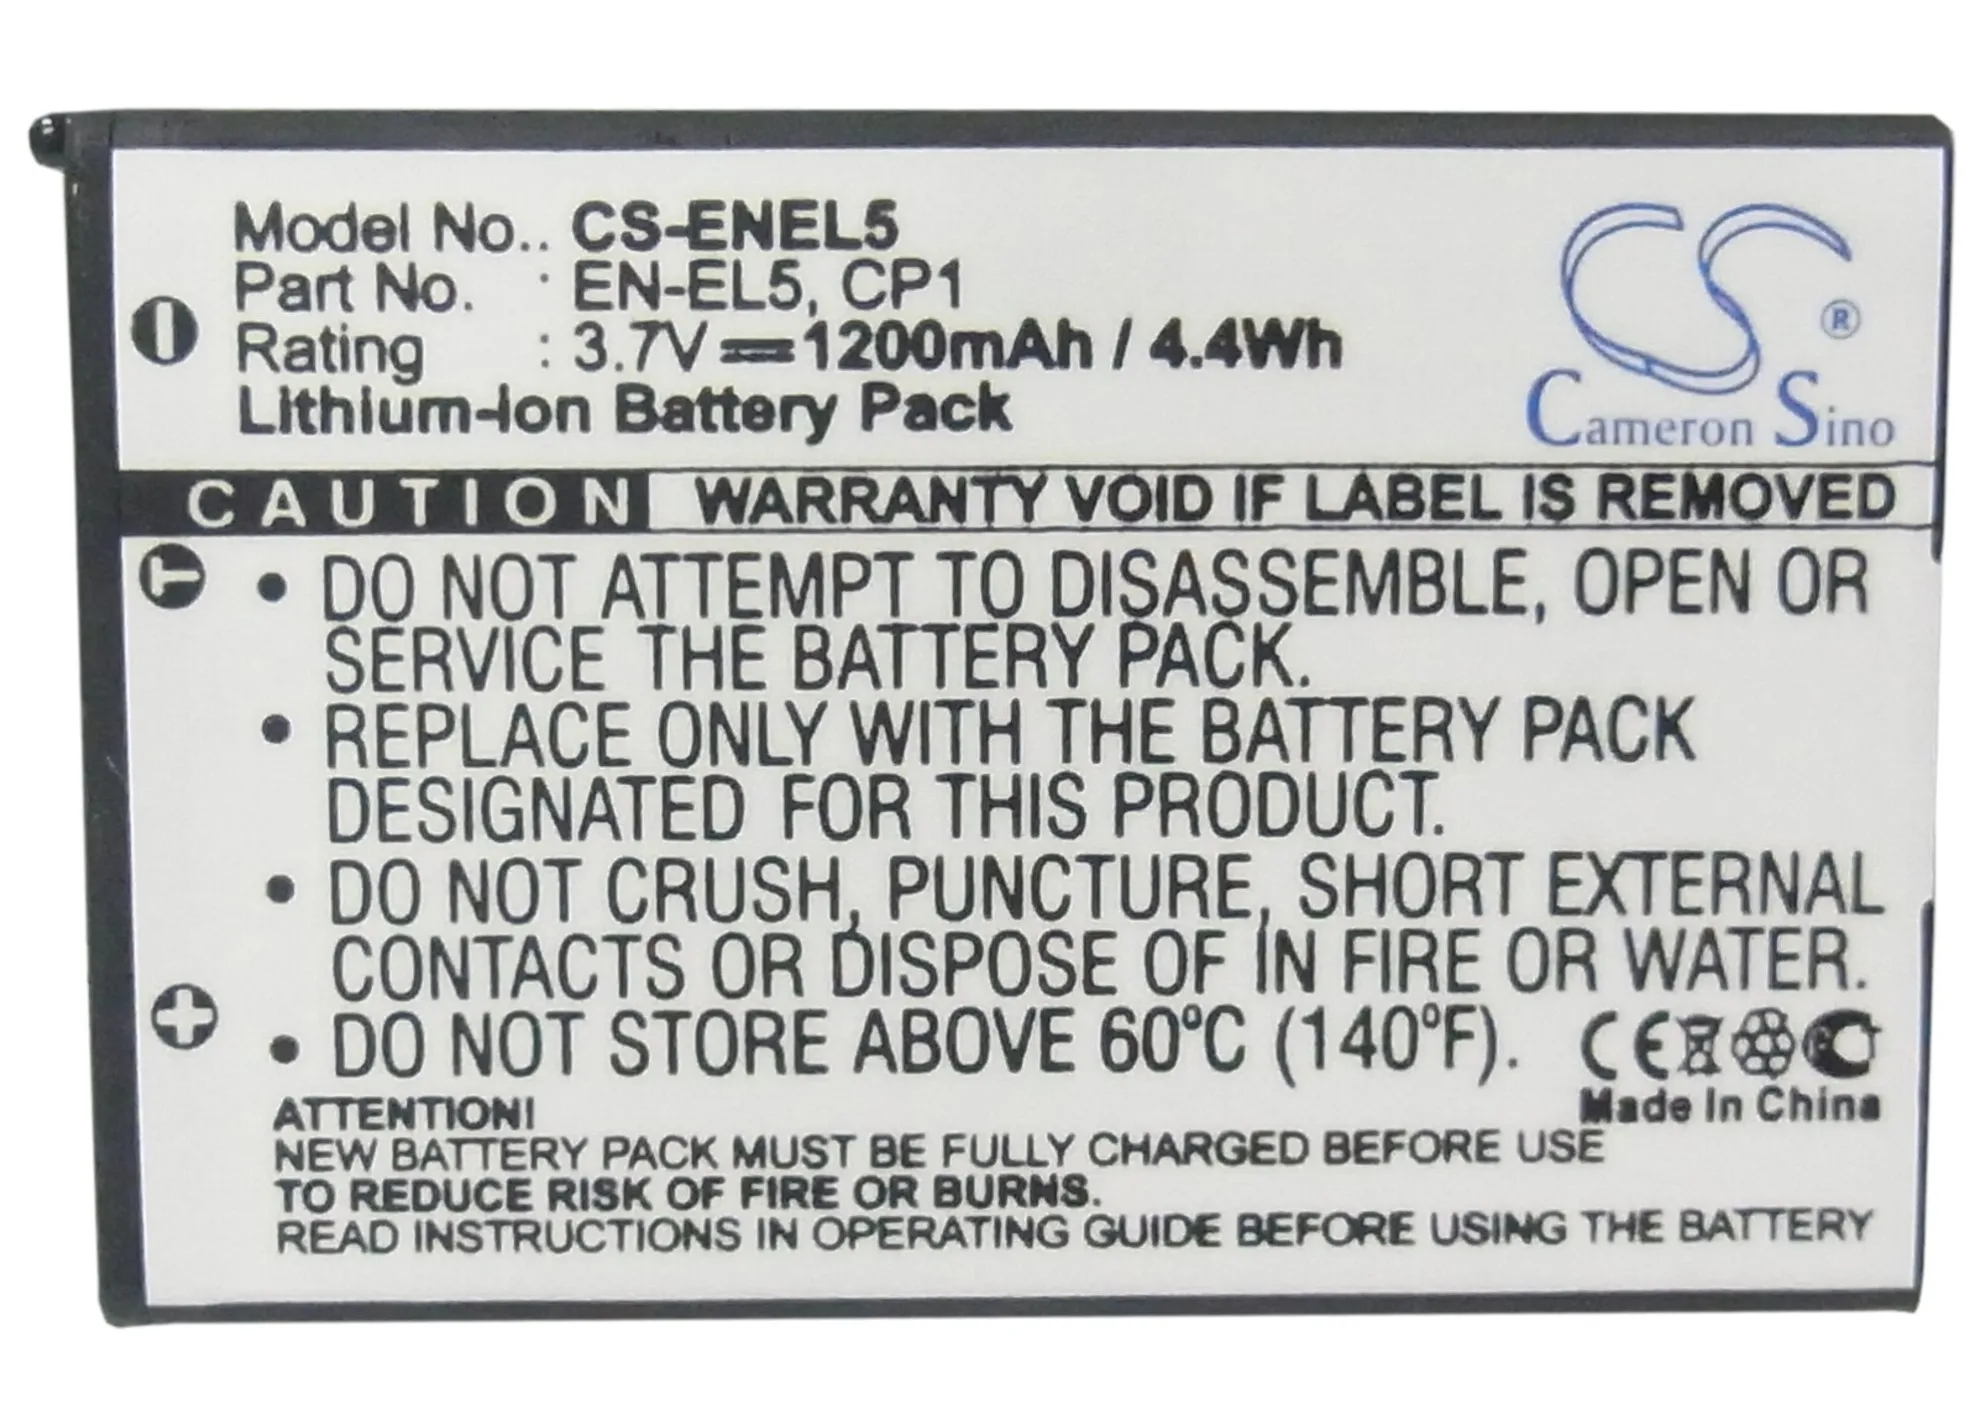 Model No.. CS-ENEL5
Part No. : EN-EL5, CP1
Rating : 3.7V⎓1200mAh / 4.4Wh
Lithium-Ion Battery Pack
CS®
Cameron Sino
CAUTION WARRANTY VOID IF LABEL IS REMOVED
T
• DO NOT ATTEMPT TO DISASSEMBLE, OPEN OR
SERVICE THE BATTERY PACK.
• REPLACE ONLY WITH THE BATTERY PACK
DESIGNATED FOR THIS PRODUCT.
• DO NOT CRUSH, PUNCTURE, SHORT EXTERNAL
CONTACTS OR DISPOSE OF IN FIRE OR WATER.
• DO NOT STORE ABOVE 60°C (140°F).
CE
Made In China
ATTENTION!
NEW BATTERY PACK MUST BE FULLY CHARGED BEFORE USE
TO REDUCE RISK OF FIRE OR BURNS.
READ INSTRUCTIONS IN OPERATING GUIDE BEFORE USING THE BATTERY